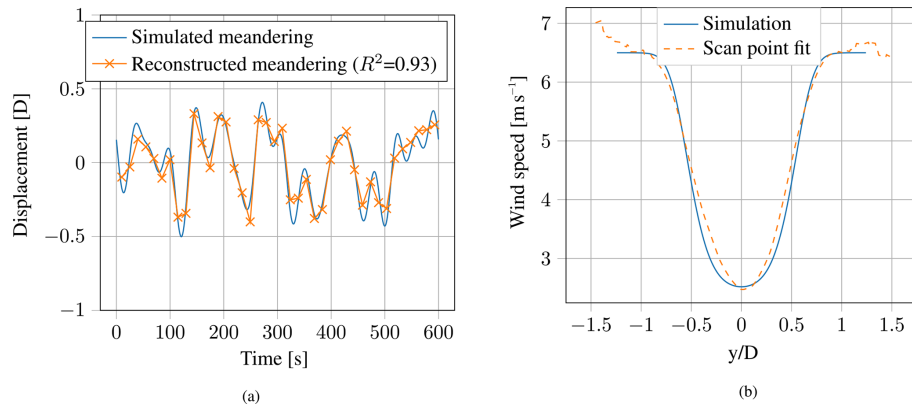 1
0.5
0
−0.5
−1
Displacement [D]
Simulated meandering
Reconstructed meandering (R²=0.93)
0 100 200 300 400 500 600
Time [s]
(a)
7
6
5
4
3
Wind speed [m s⁻¹]
Simulation
Scan point fit
−1.5 −1 −0.5 0 0.5 1 1.5
y/D
(b)